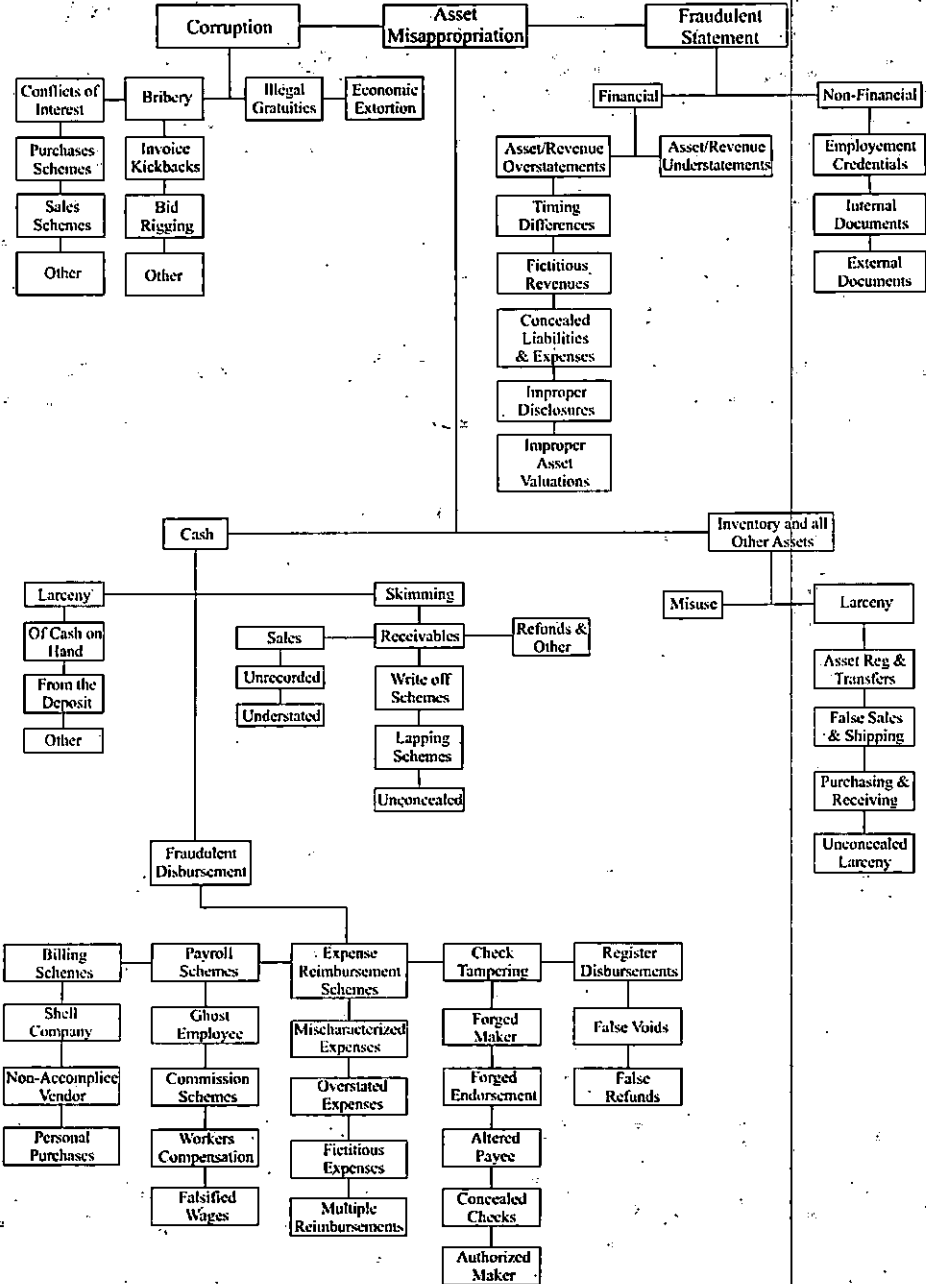 Corruption
Asset
Misappropriation
Fraudulent
Statement
Conflicts of
Interest
Bribery
Illegal
Gratuities
Economic
Extortion
Financial
Non-Financial
Purchases
Schemes
Invoice
Kickbacks
Asset/Revenue
Overstatements
Asset/Revenue
Understatements
Employement
Credentials
Sales
Schemes
Bid
Rigging
Timing
Differences
Internal
Documents
Other
Other
Fictitious
Revenues
External
Documents
Concealed
Liabilities
& Expenses
Improper
Disclosures
Improper
Asset
Valuations
Cash
Inventory and all
Other Assets
Larceny
Skimming
Misuse
Larceny
Of Cash on
Hand
Sales
Receivables
Refunds &
Other
Asset Reg &
Transfers
From the
Deposit
Unrecorded
Write off
Schemes
False Sales
& Shipping
Other
Understated
Lapping
Schemes
Purchasing &
Receiving
Unconcealed
Unconcealed
Larceny
Fraudulent
Disbursement
Billing
Schemes
Payroll
Schemes
Expense
Reimbursement
Schemes
Check
Tampering
Register
Disbursements
Shell
Company
Ghost
Employee
Mischaracterized
Expenses
Forged
Maker
False Voids
Non-Accomplice
Vendor
Commission
Schemes
Overstated
Expenses
Forged
Endorsement
False
Refunds
Personal
Purchases
Workers
Compensation
Fictitious
Expenses
Altered
Payee
Falsified
Wages
Multiple
Reimbursements
Concealed
Checks
Authorized
Maker